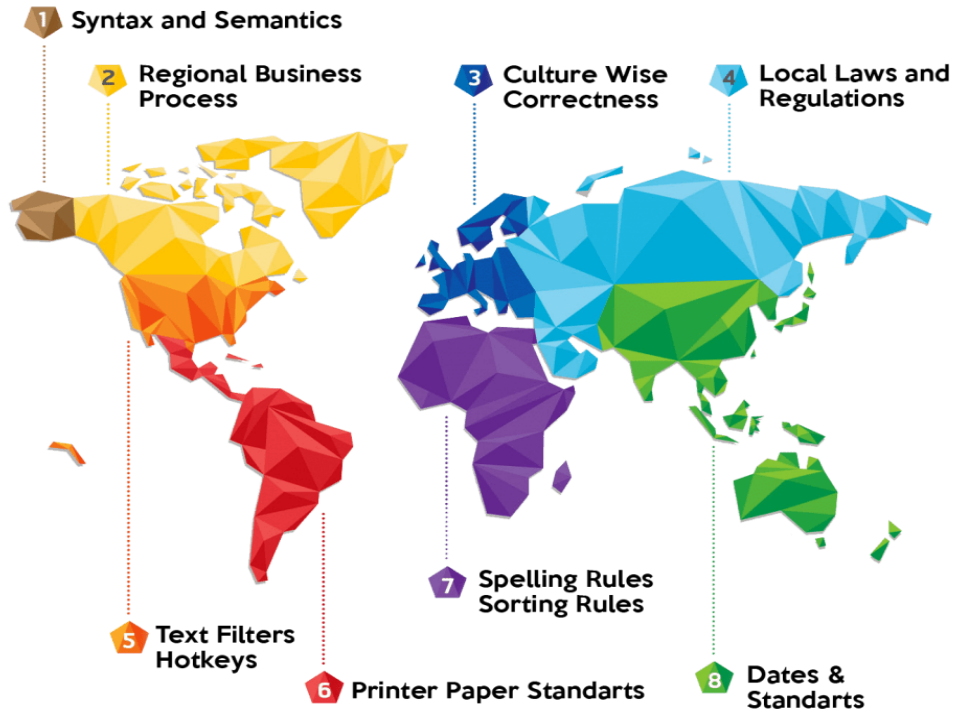 1 Syntax and Semantics
2 Regional Business
Process
3 Culture Wise
Correctness
4 Local Laws and
Regulations
5 Text Filters
Hotkeys
6 Printer Paper Standarts
7 Spelling Rules
Sorting Rules
8 Dates &
Standarts